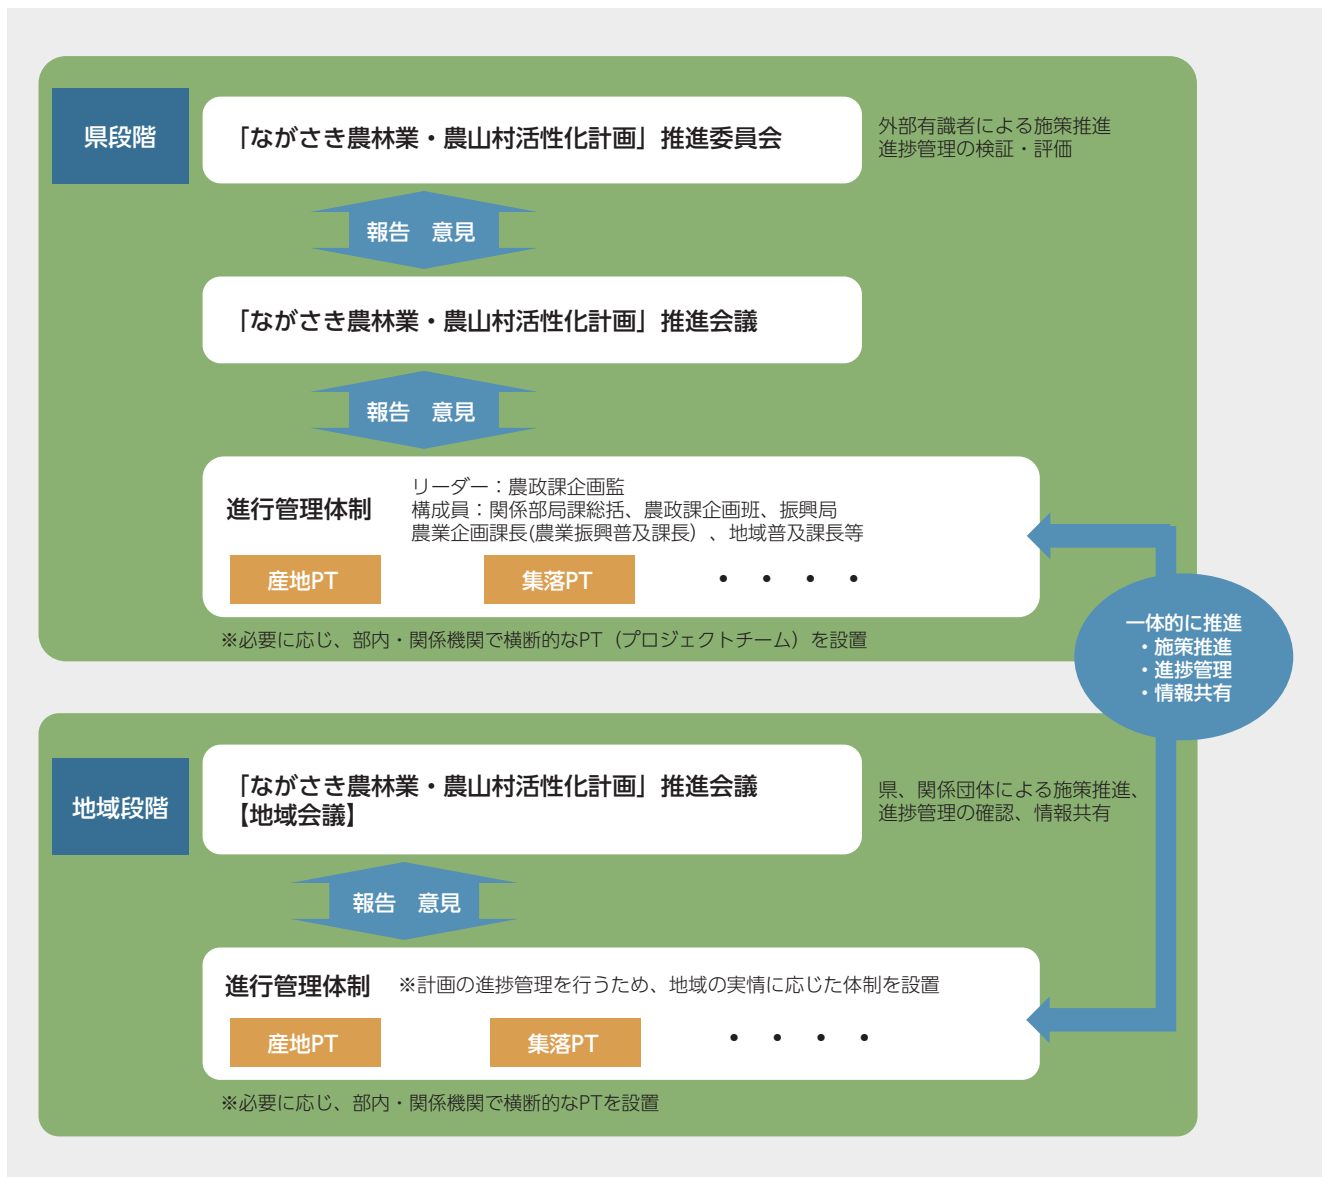 県段階
「ながさき農林業・農山村活性化計画」推進委員会
外部有識者による施策推進
進捗管理の検証・評価
報告　意見
「ながさき農林業・農山村活性化計画」推進会議
報告　意見
進行管理体制
リーダー：農政課企画監
構成員：関係部局課総括、農政課企画班、振興局
農業企画課長(農業振興普及課長）、地域普及課長等
産地PT
集落PT
・・・・
※必要に応じ、部内・関係機関で横断的なPT（プロジェクトチーム）を設置
一体的に推進
・施策推進
・進捗管理
・情報共有
地域段階
「ながさき農林業・農山村活性化計画」推進会議
【地域会議】
県、関係団体による施策推進、
進捗管理の確認、情報共有
報告　意見
進行管理体制
※計画の進捗管理を行うため、地域の実情に応じた体制を設置
産地PT
集落PT
・・・・
※必要に応じ、部内・関係機関で横断的なPTを設置